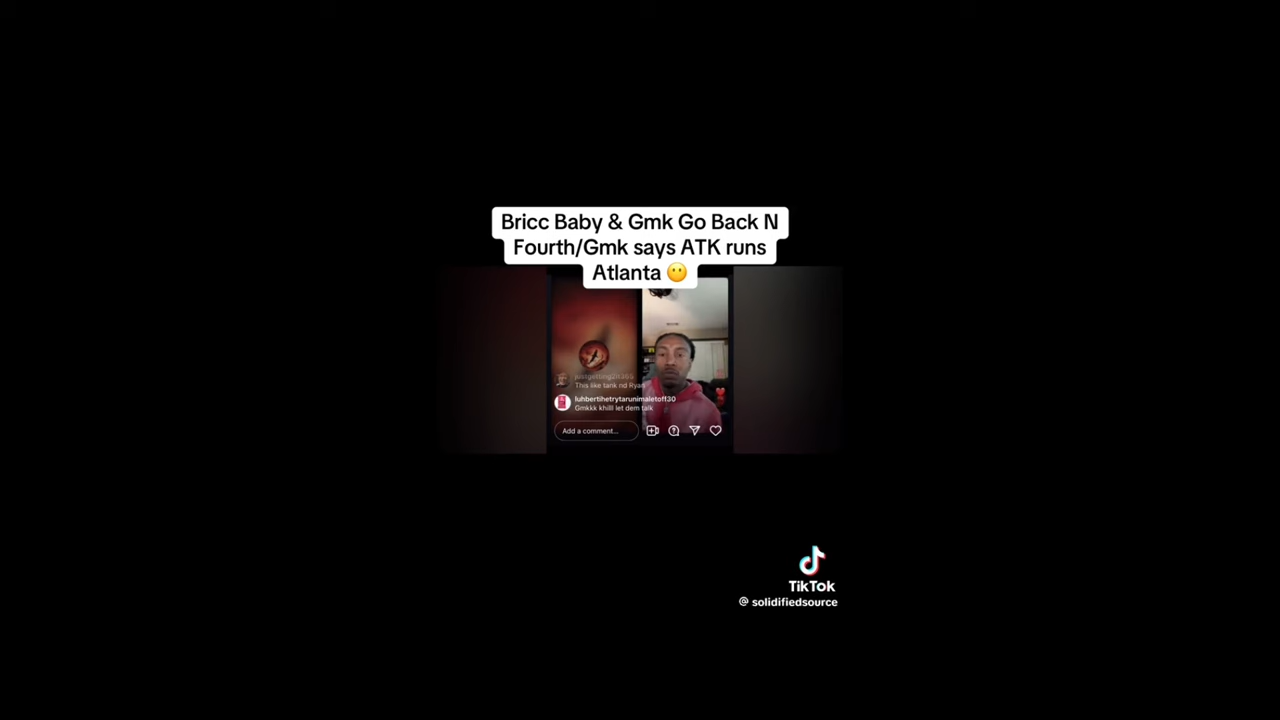 Bricc Baby & Gmk Go Back N
Fourth/Gmk says ATK runs
Atlanta 😶
justgetting2it365
This like tank nd Ryan
luhbertihetrytarunimaletoff30
Gmkkk khilll let dem talk
Add a comment...
TikTok
@ solidifiedsource